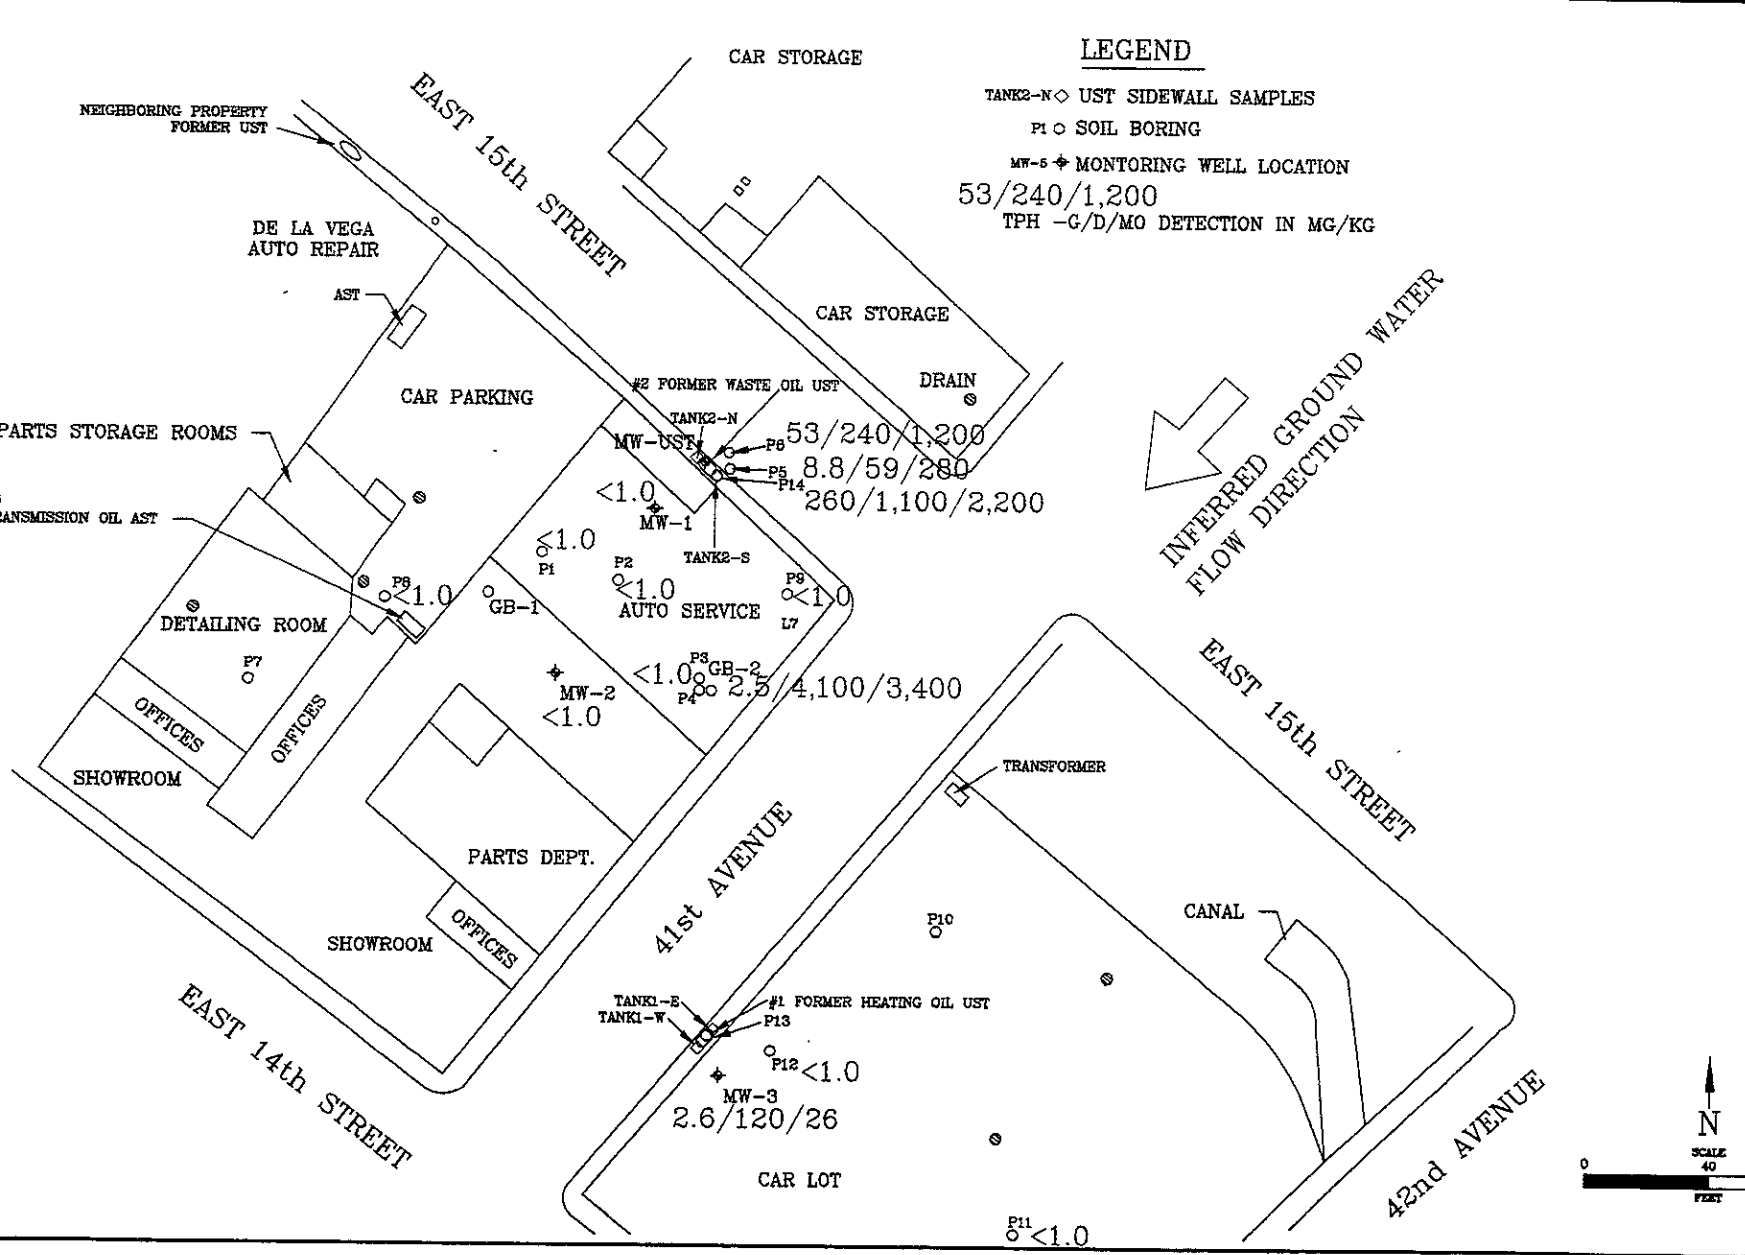 CAR STORAGE
LEGEND
TANK2-N UST SIDEWALL SAMPLES
P1 SOIL BORING
MW-5 MONTORING WELL LOCATION
53/240/1,200
TPH -G/D/MO DETECTION IN MG/KG
EAST 15th STREET
NEIGHBORING PROPERTY
FORMER UST
DE LA VEGA
AUTO REPAIR
AST
CAR STORAGE
DRAIN
INFERRED GROUND WATER
FLOW DIRECTION
CAR PARKING
#2 FORMER WASTE OIL UST
TANK2-N
MW-UST
P6
53/240/1,200
P5
8.8/59/280
P14
260/1,100/2,200
PARTS STORAGE ROOMS
<1.0
MW-1
TANK2-S
ANSMISSION OIL AST
<1.0
P1
P2
<1.0
AUTO SERVICE
P9
<1.0
L7
P8
<1.0
GB-1
DETAILING ROOM
P7
<1.0
P3
GB-2
P4
2.5/4,100/3,400
MW-2
<1.0
OFFICES
OFFICES
SHOWROOM
EAST 15th STREET
TRANSFORMER
PARTS DEPT.
41st AVENUE
OFFICES
SHOWROOM
P10
CANAL
EAST 14th STREET
TANK1-E
TANK1-W
#1 FORMER HEATING OIL UST
P13
P12
<1.0
MW-3
2.6/120/26
CAR LOT
P11
<1.0
42nd AVENUE
N
SCALE
0 40
FEET